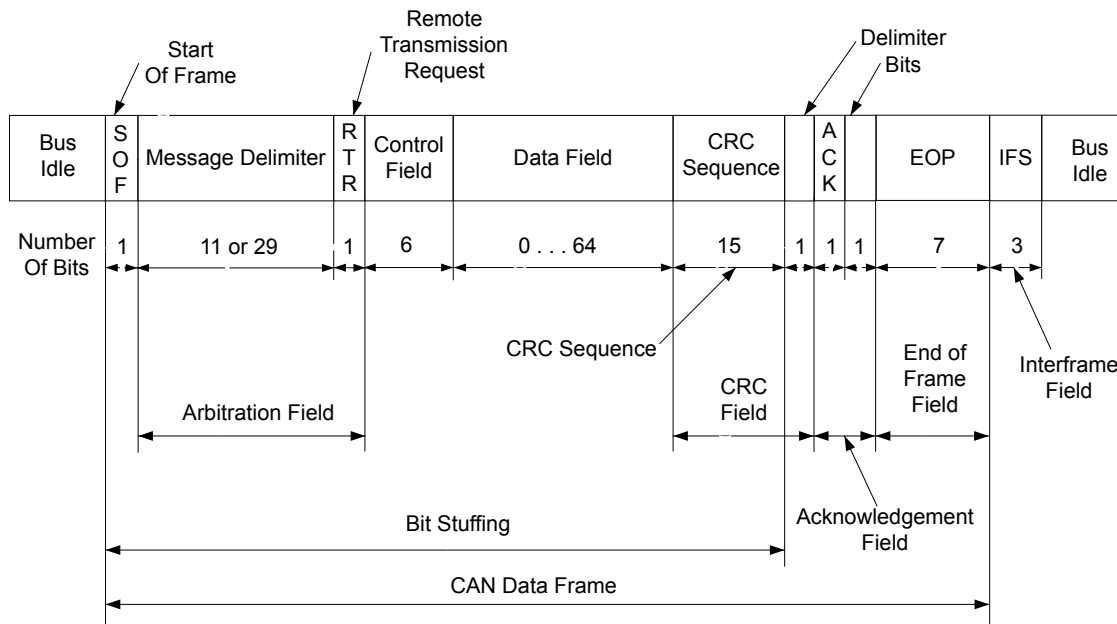 Start
Of Frame
Remote
Transmission
Request
Delimiter
Bits
Bus
Idle
S
O
F
Message Delimiter
R
T
R
Control
Field
Data Field
CRC
Sequence
A
C
K
EOP
IFS
Bus
Idle
Number
Of Bits
1
11 or 29
1
6
0 . . . 64
15
1
1
1
7
3
CRC Sequence
Arbitration Field
CRC
Field
End of
Frame
Field
Interframe
Field
Bit Stuffing
Acknowledgement
Field
CAN Data Frame